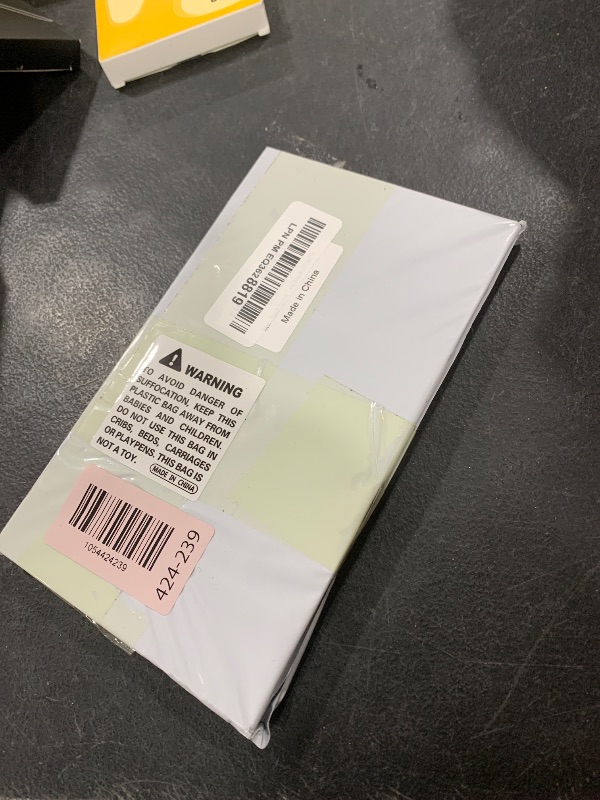 LPN PM EQ3628819
Made in China
WARNING
TO AVOID DANGER OF
SUFFOCATION, KEEP THIS
PLASTIC BAG AWAY FROM
BABIES AND CHILDREN.
DO NOT USE THIS BAG IN
CRIBS, BEDS, CARRIAGES
OR PLAYPENS. THIS BAG IS
NOT A TOY.
MADE IN CHINA
1054424239
424-239